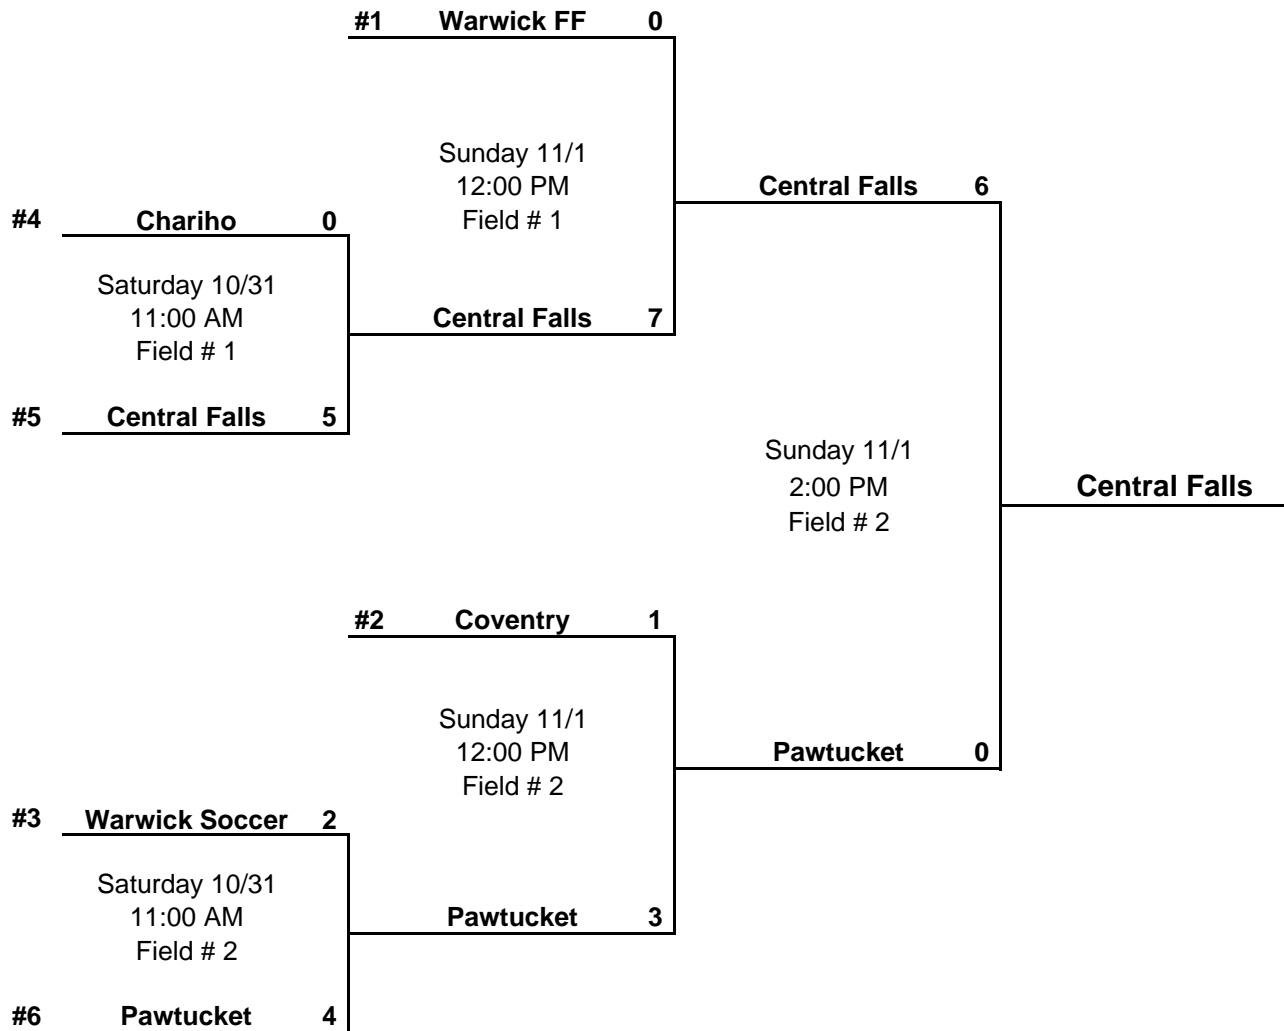 #1 Warwick FF 0
Sunday 11/1
12:00 PM
Field # 1
Central Falls 6
#4 Chariho 0
Saturday 10/31
11:00 AM
Field # 1
Central Falls 7
#5 Central Falls 5
Sunday 11/1
2:00 PM
Field # 2
Central Falls
#2 Coventry 1
Sunday 11/1
12:00 PM
Field # 2
Pawtucket 0
#3 Warwick Soccer 2
Saturday 10/31
11:00 AM
Field # 2
Pawtucket 3
#6 Pawtucket 4